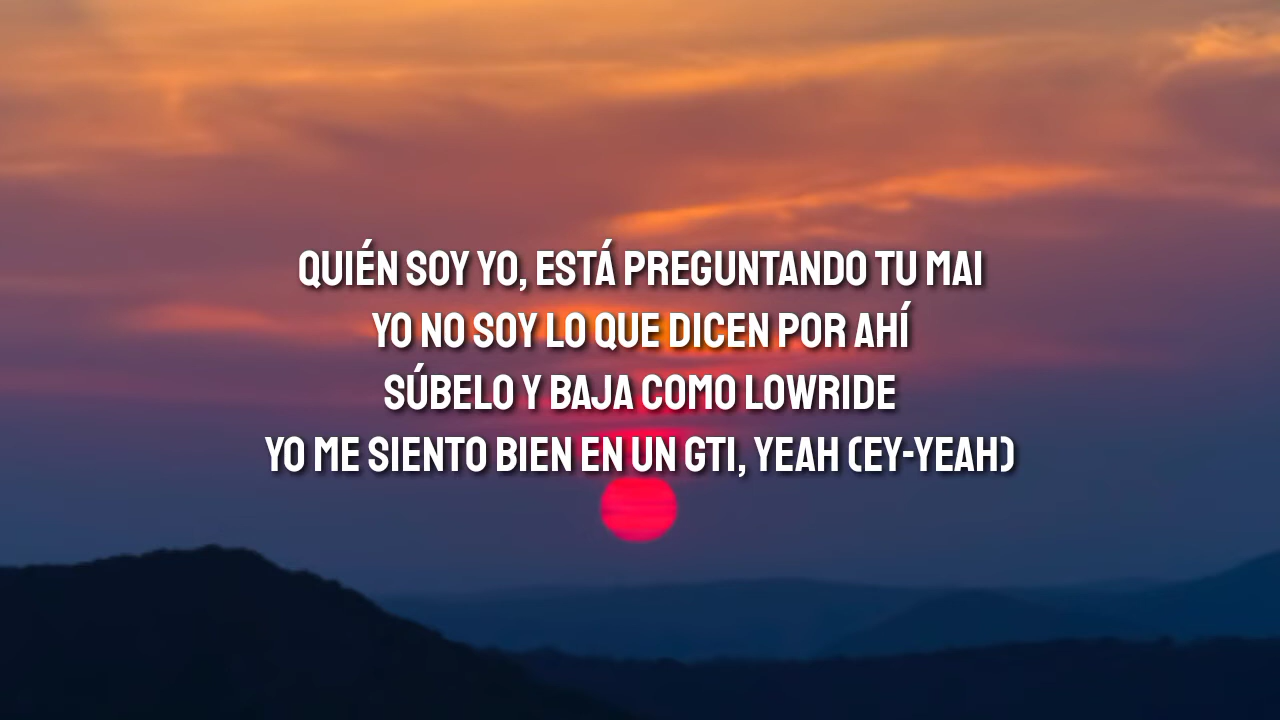 QUIÉN SOY YO, ESTÁ PREGUNTANDO TU MAI
YO NO SOY LO QUE DICEN POR AHÍ
SÚBELO Y BAJA COMO LOWRIDE
YO ME SIENTO BIEN EN UN GTI, YEAH (EY-YEAH)